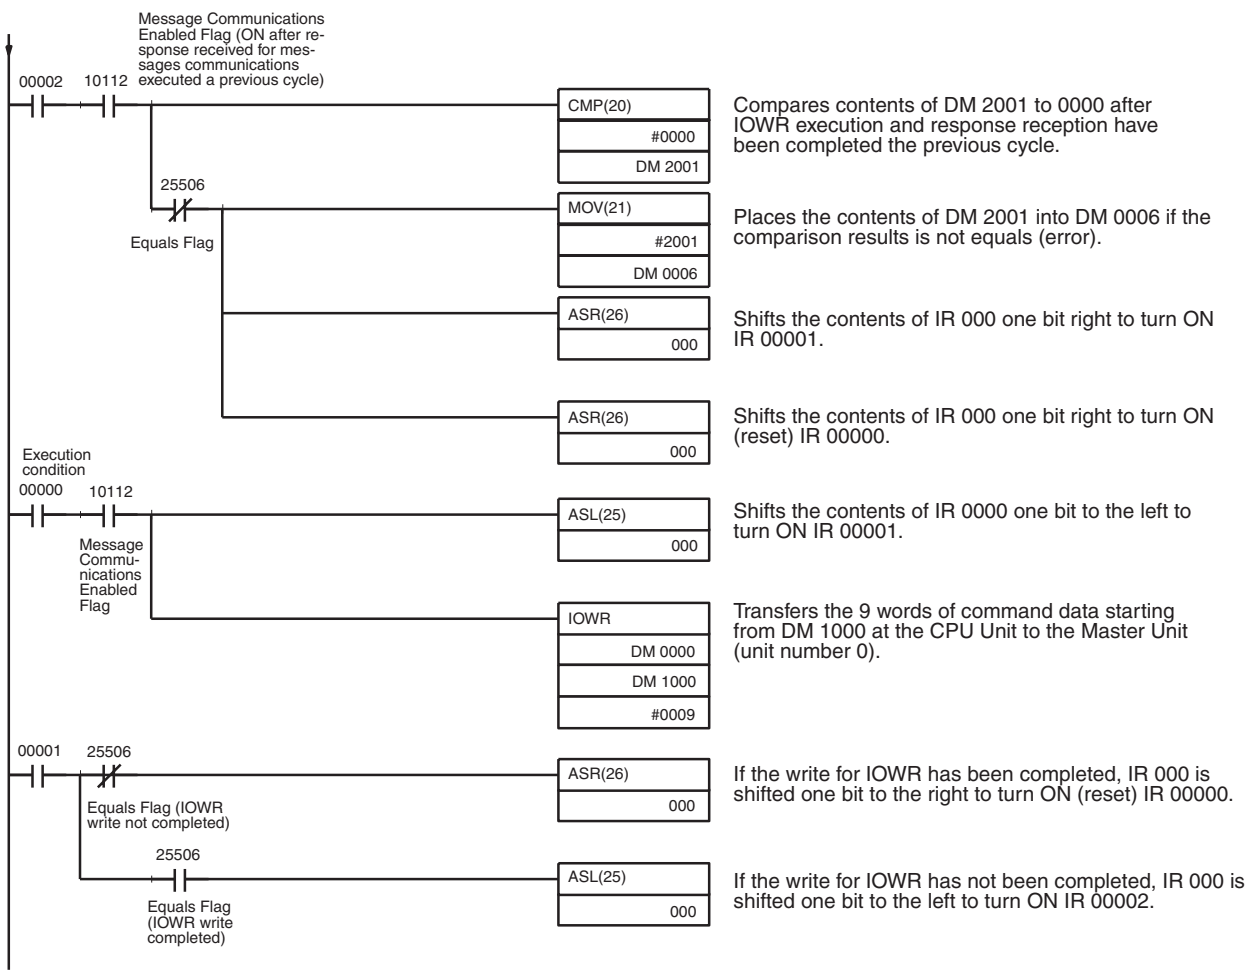 Message Communications
Enabled Flag (ON after re-
sponse received for mes-
sages communications
executed a previous cycle)
00002
10112
CMP(20)
#0000
DM 2001
Compares contents of DM 2001 to 0000 after
IOWR execution and response reception have
been completed the previous cycle.
25506
Equals Flag
MOV(21)
#2001
DM 0006
Places the contents of DM 2001 into DM 0006 if the
comparison results is not equals (error).
ASR(26)
000
Shifts the contents of IR 000 one bit right to turn ON
IR 00001.
ASR(26)
000
Shifts the contents of IR 000 one bit right to turn ON
(reset) IR 00000.
Execution
condition
00000
10112
Message
Commu-
nications
Enabled
Flag
ASL(25)
000
Shifts the contents of IR 0000 one bit to the left to
turn ON IR 00001.
IOWR
DM 0000
DM 1000
#0009
Transfers the 9 words of command data starting
from DM 1000 at the CPU Unit to the Master Unit
(unit number 0).
00001
25506
Equals Flag (IOWR
write not completed)
ASR(26)
000
If the write for IOWR has been completed, IR 000 is
shifted one bit to the right to turn ON (reset) IR 00000.
25506
Equals Flag
(IOWR write
completed)
ASL(25)
000
If the write for IOWR has not been completed, IR 000 is
shifted one bit to the left to turn ON IR 00002.